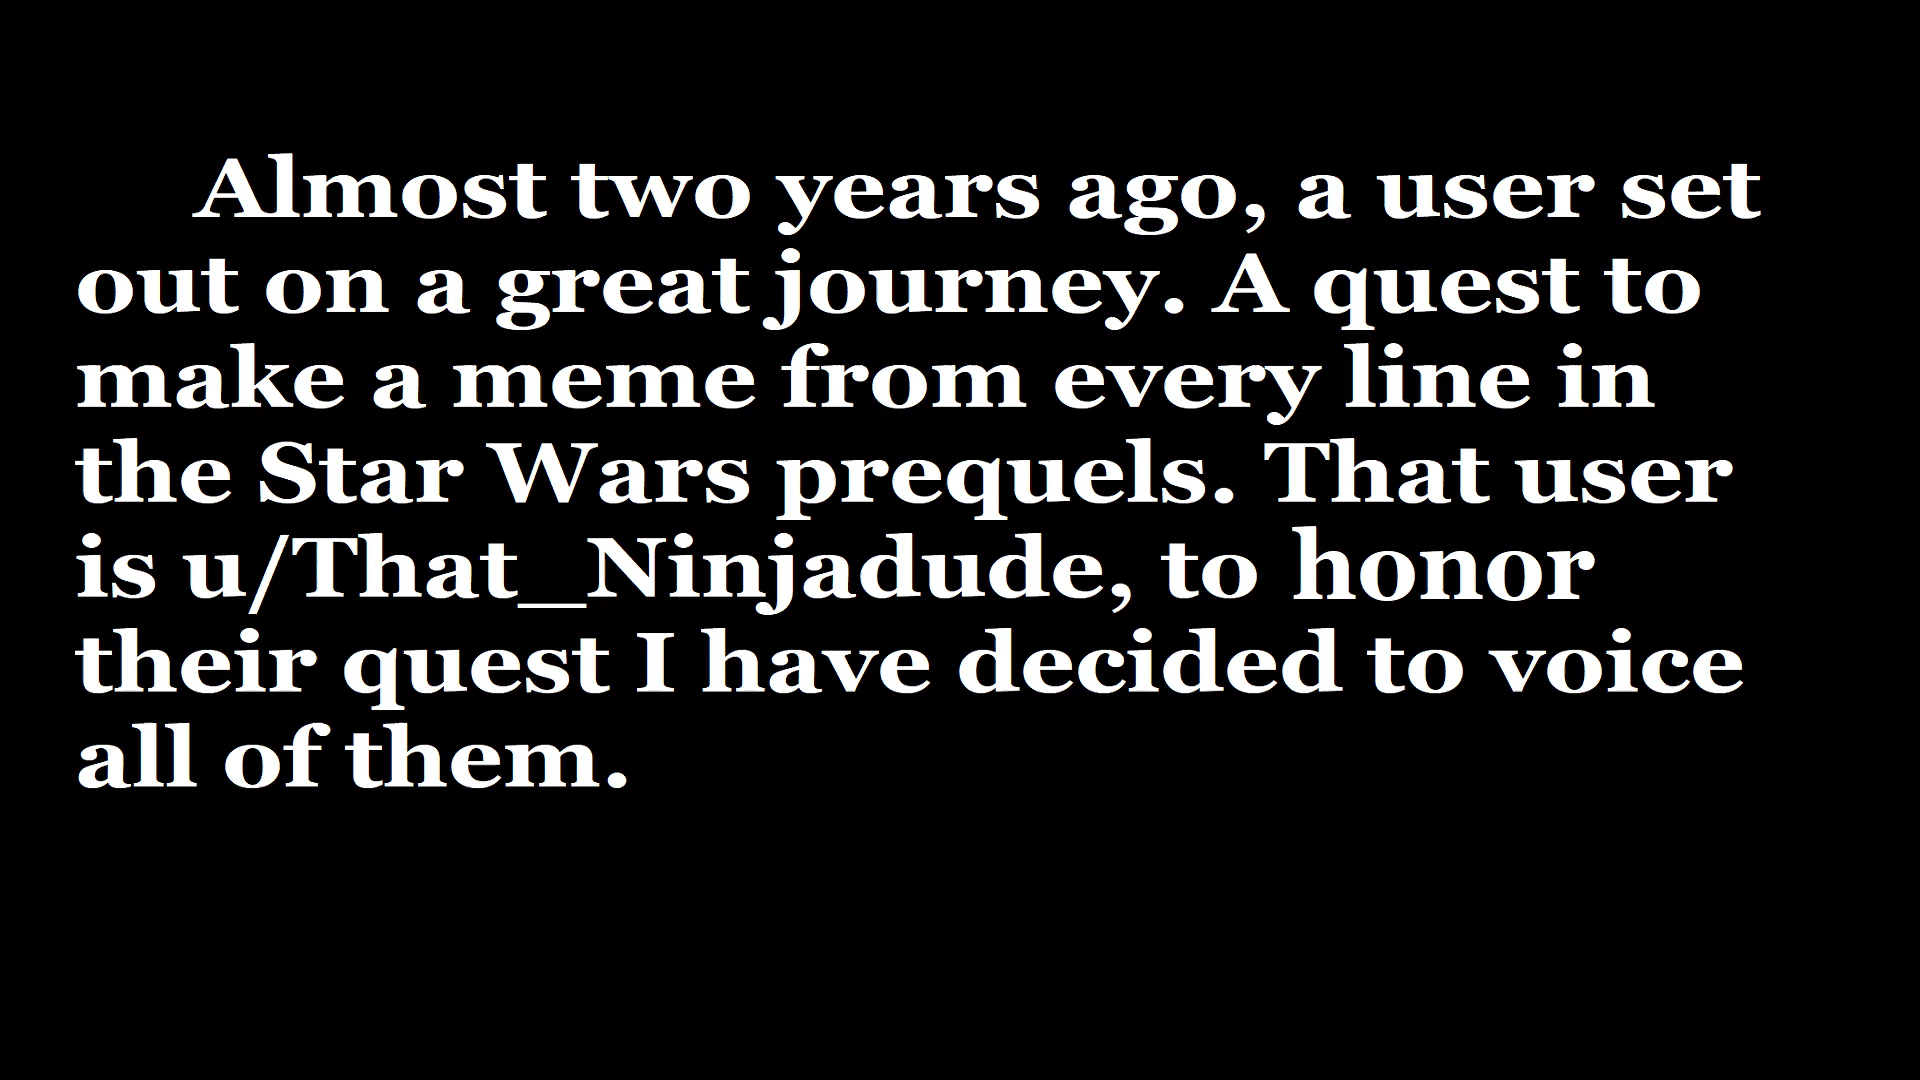 Almost two years ago, a user set
out on a great journey. A quest to
make a meme from every line in
the Star Wars prequels. That user
is u/That_Ninjadude, to honor
their quest I have decided to voice
all of them.